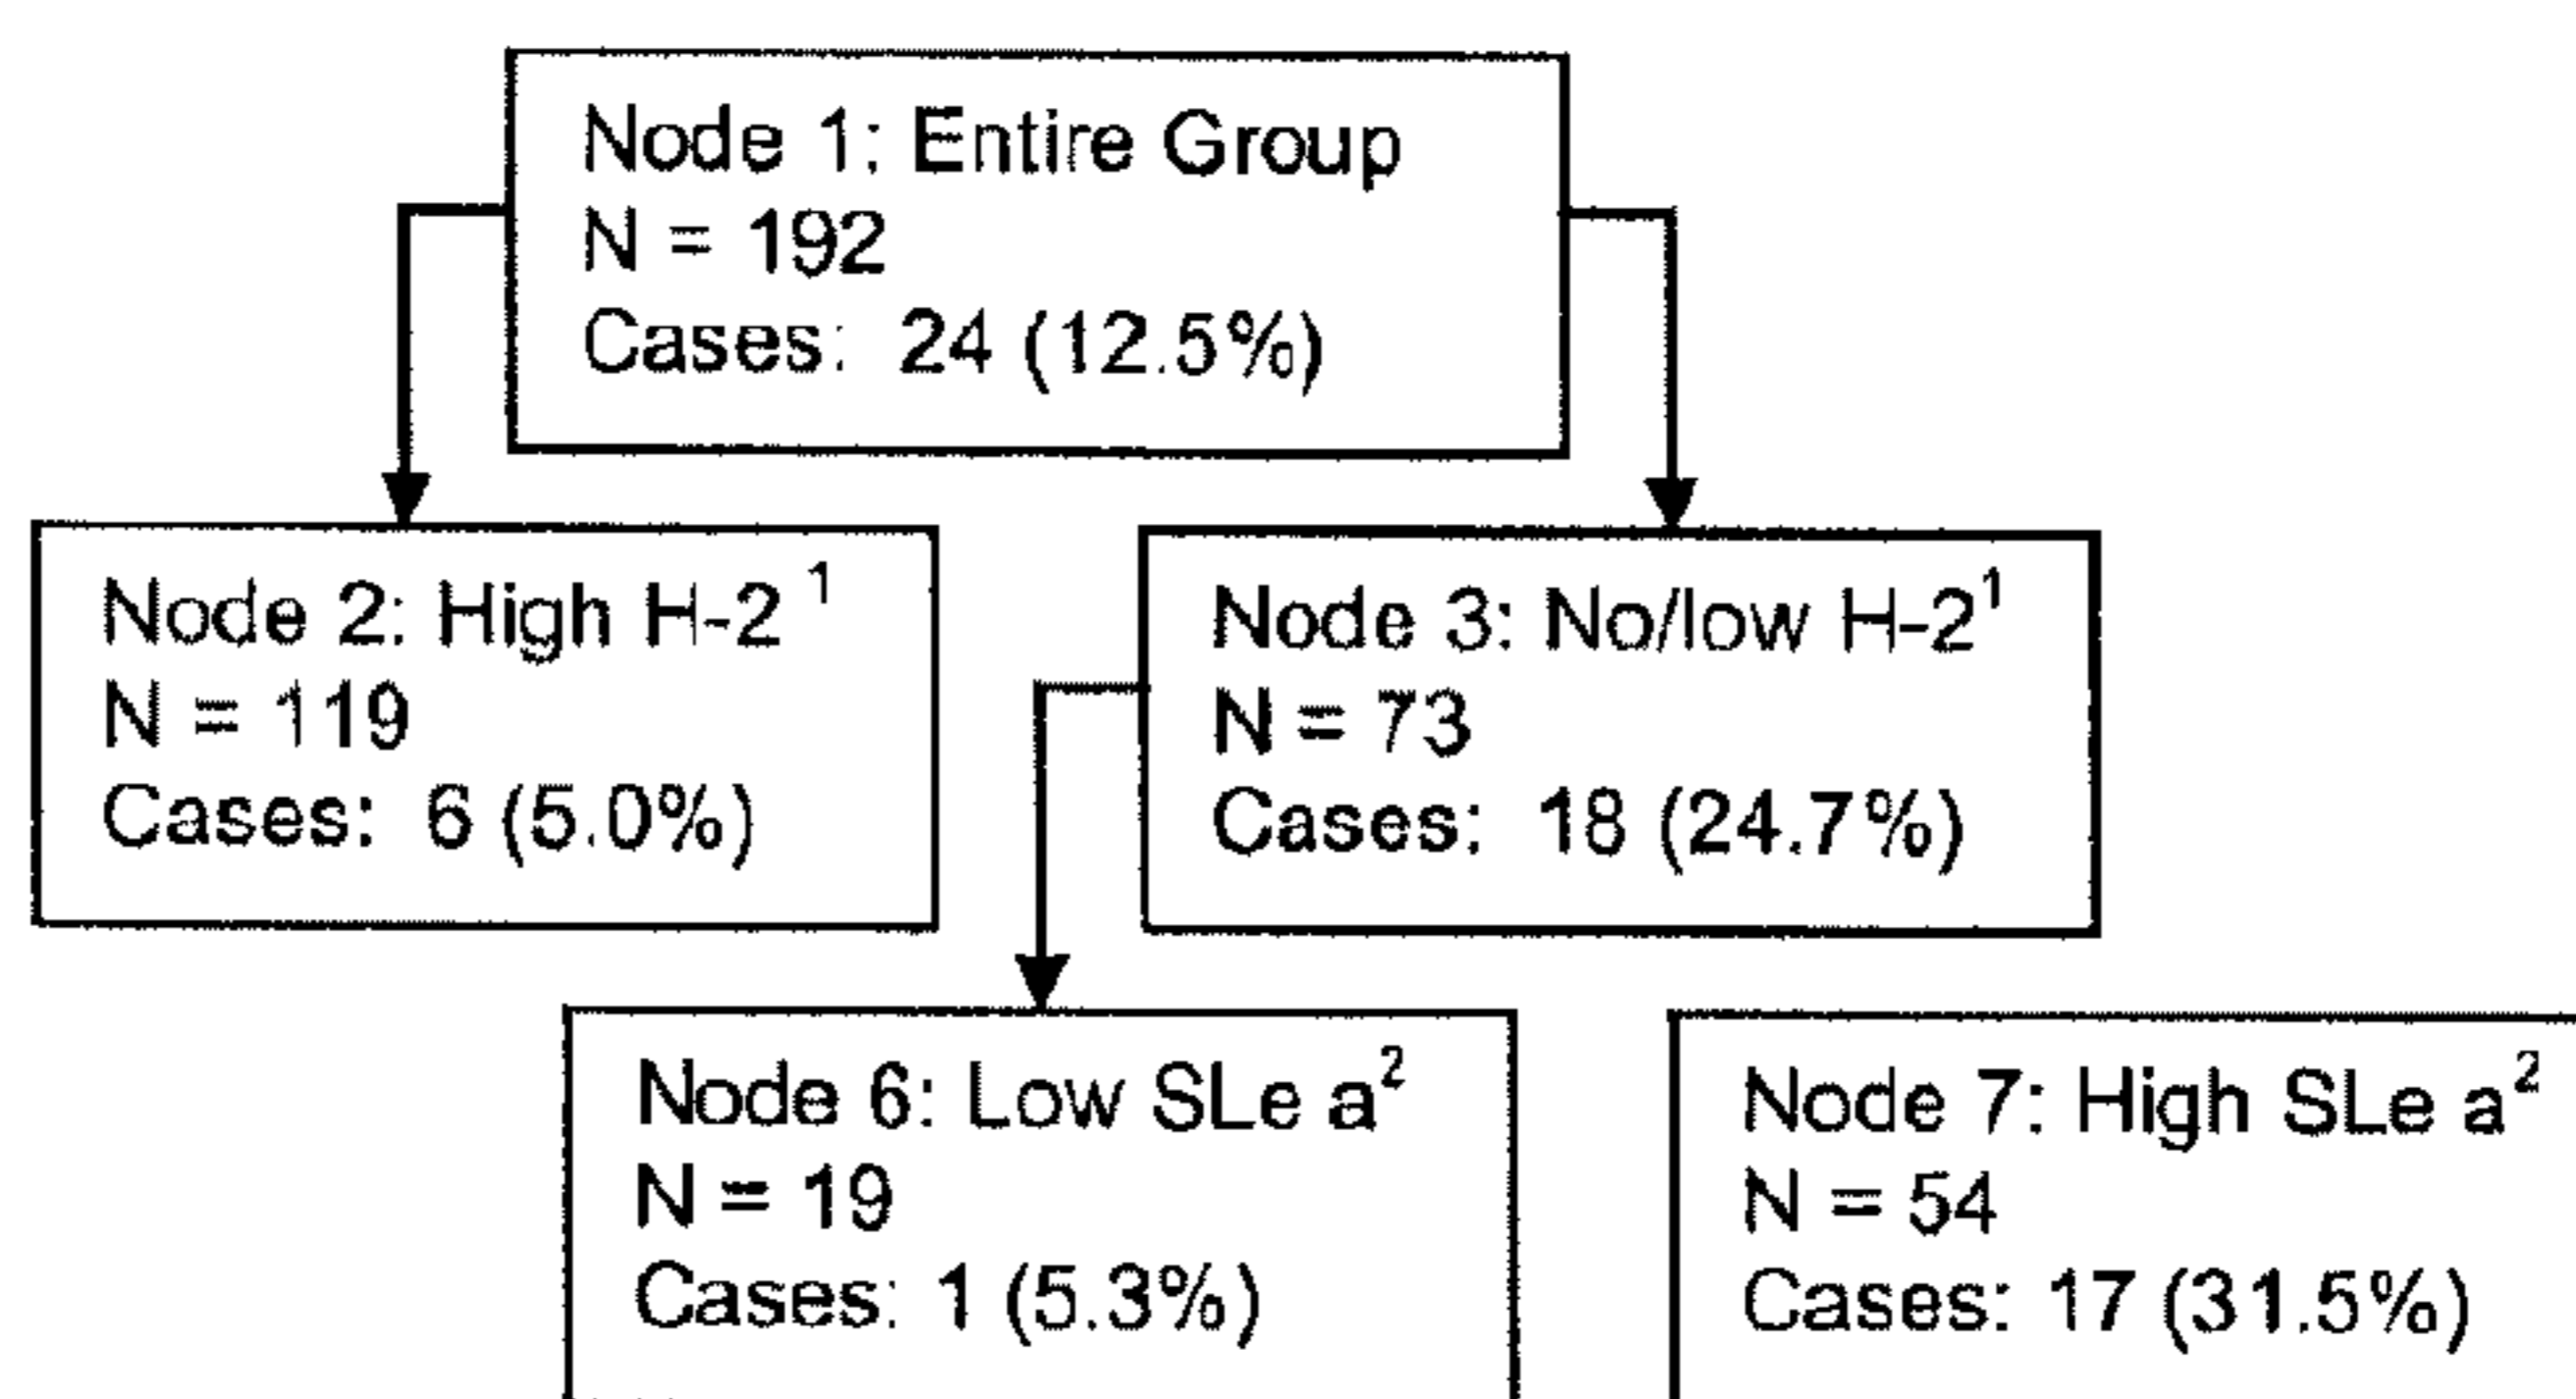 Node 1: Entire Group
N = 192
Cases: 24 (12.5%)
Node 2: High H-2 ¹
N = 119
Cases: 6 (5.0%)
Node 3: No/low H-2¹
N = 73
Cases: 18 (24.7%)
Node 6: Low SLe a²
N = 19
Cases: 1 (5.3%)
Node 7: High SLe a²
N = 54
Cases: 17 (31.5%)